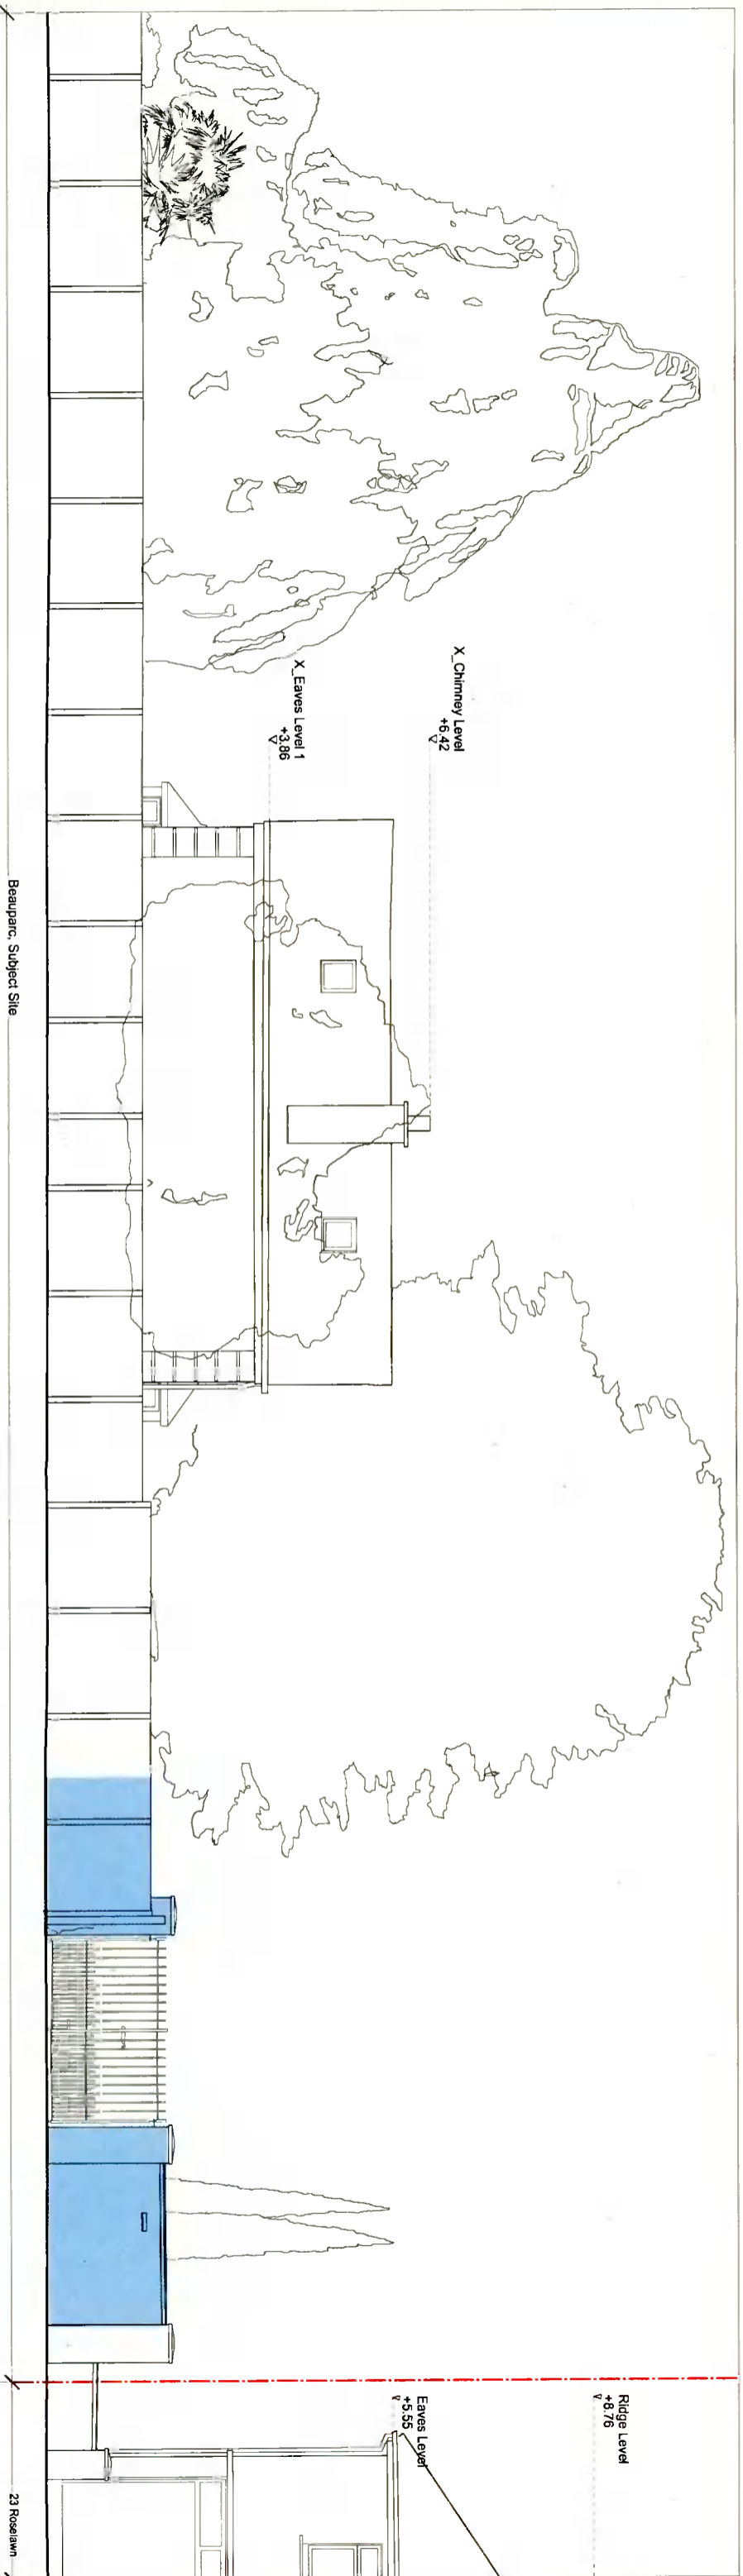 X_Chimney Level
+6.42
X_Eaves Level 1
+3.86
Ridge Level
+8.76
Eaves Level
+5.55
Beauparc, Subject Site
23 Roselawn